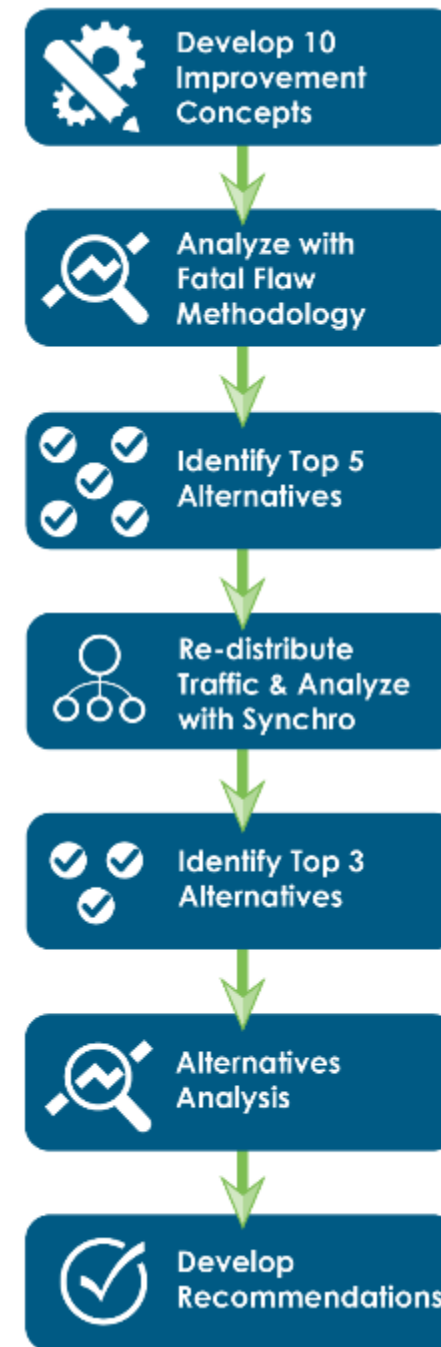 Develop 10
Improvement
Concepts
Analyze with
Fatal Flaw
Methodology
Identify Top 5
Alternatives
Re-distribute
Traffic & Analyze
with Synchro
Identify Top 3
Alternatives
Alternatives
Analysis
Develop
Recommendations